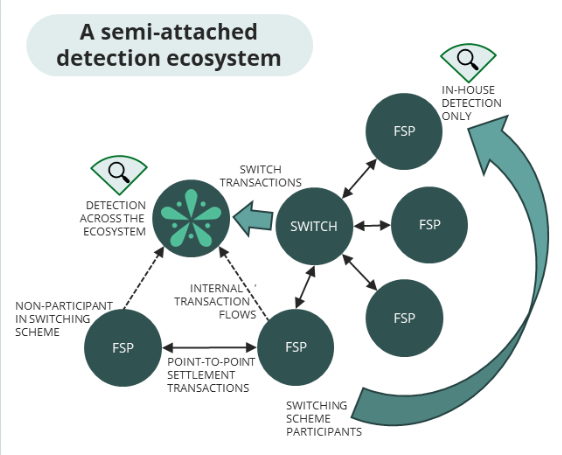 A semi-attached
detection ecosystem
IN-HOUSE
DETECTION
ONLY
FSP
SWITCH
TRANSACTIONS
DETECTION
ACROSS THE
ECOSYSTEM
SWITCH
FSP
INTERNAL
TRANSACTION
FLOWS
NON-PARTICIPANT
IN SWITCHING
SCHEME
FSP
FSP
FSP
POINT-TO-POINT
SETTLEMENT
TRANSACTIONS
SWITCHING
SCHEME
PARTICIPANTS